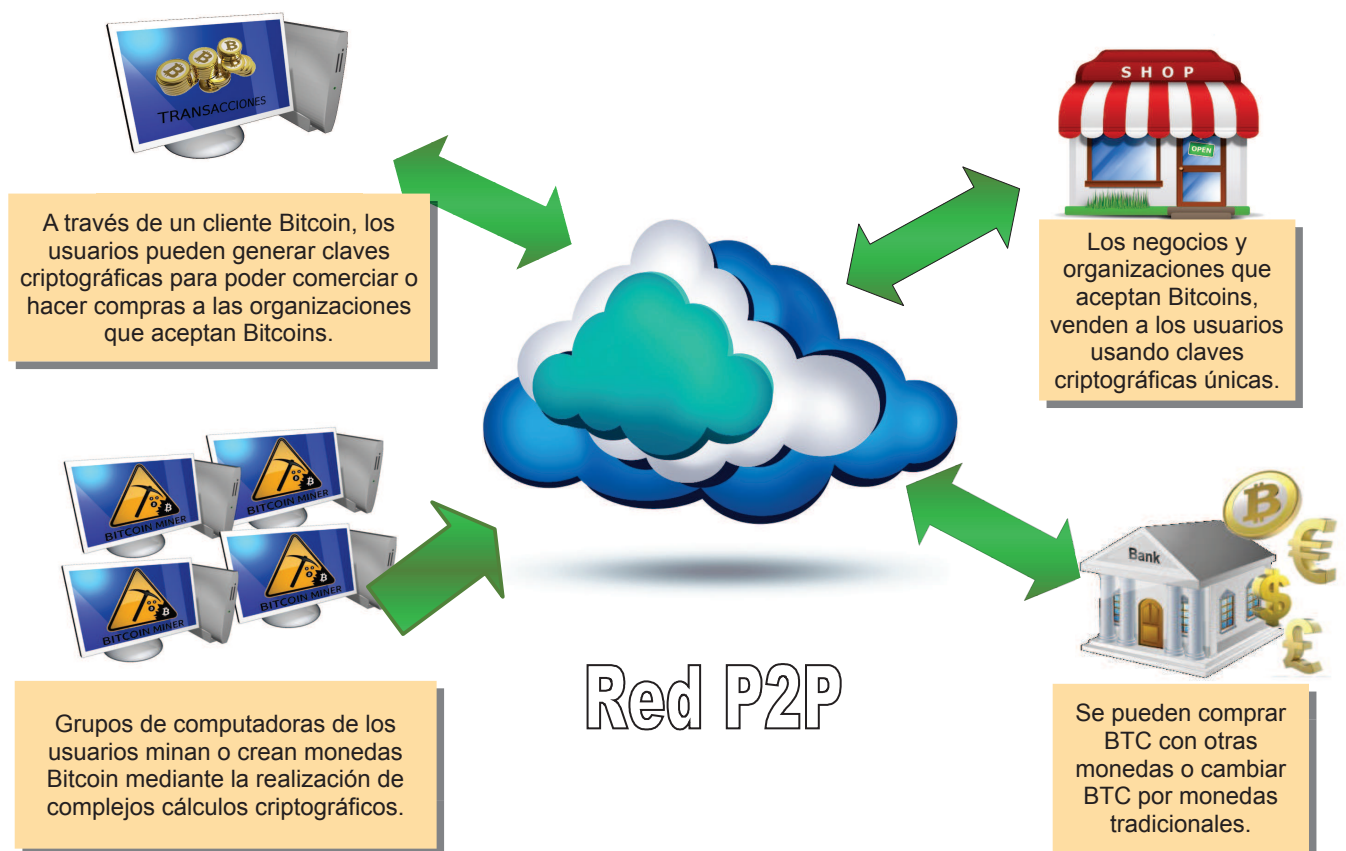 TRANSACCIONES
A través de un cliente Bitcoin, los
usuarios pueden generar claves
criptográficas para poder comerciar o
hacer compras a las organizaciones
que aceptan Bitcoins.
SHOP
OPEN
Los negocios y
organizaciones que
aceptan Bitcoins,
venden a los usuarios
usando claves
criptográficas únicas.
BITCOIN MINER
BITCOIN MINER
BITCOIN MINER
BITCOIN MINER
Grupos de computadoras de los
usuarios minan o crean monedas
Bitcoin mediante la realización de
complejos cálculos criptográficos.
Red P2P
Bank
Se pueden comprar
BTC con otras
monedas o cambiar
BTC por monedas
tradicionales.